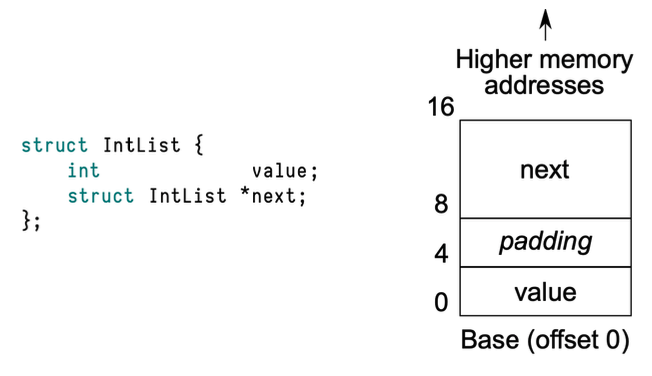 struct IntList {
    int            value;
    struct IntList *next;
};
Higher memory
addresses
16
next
8
padding
4
value
0
Base (offset 0)